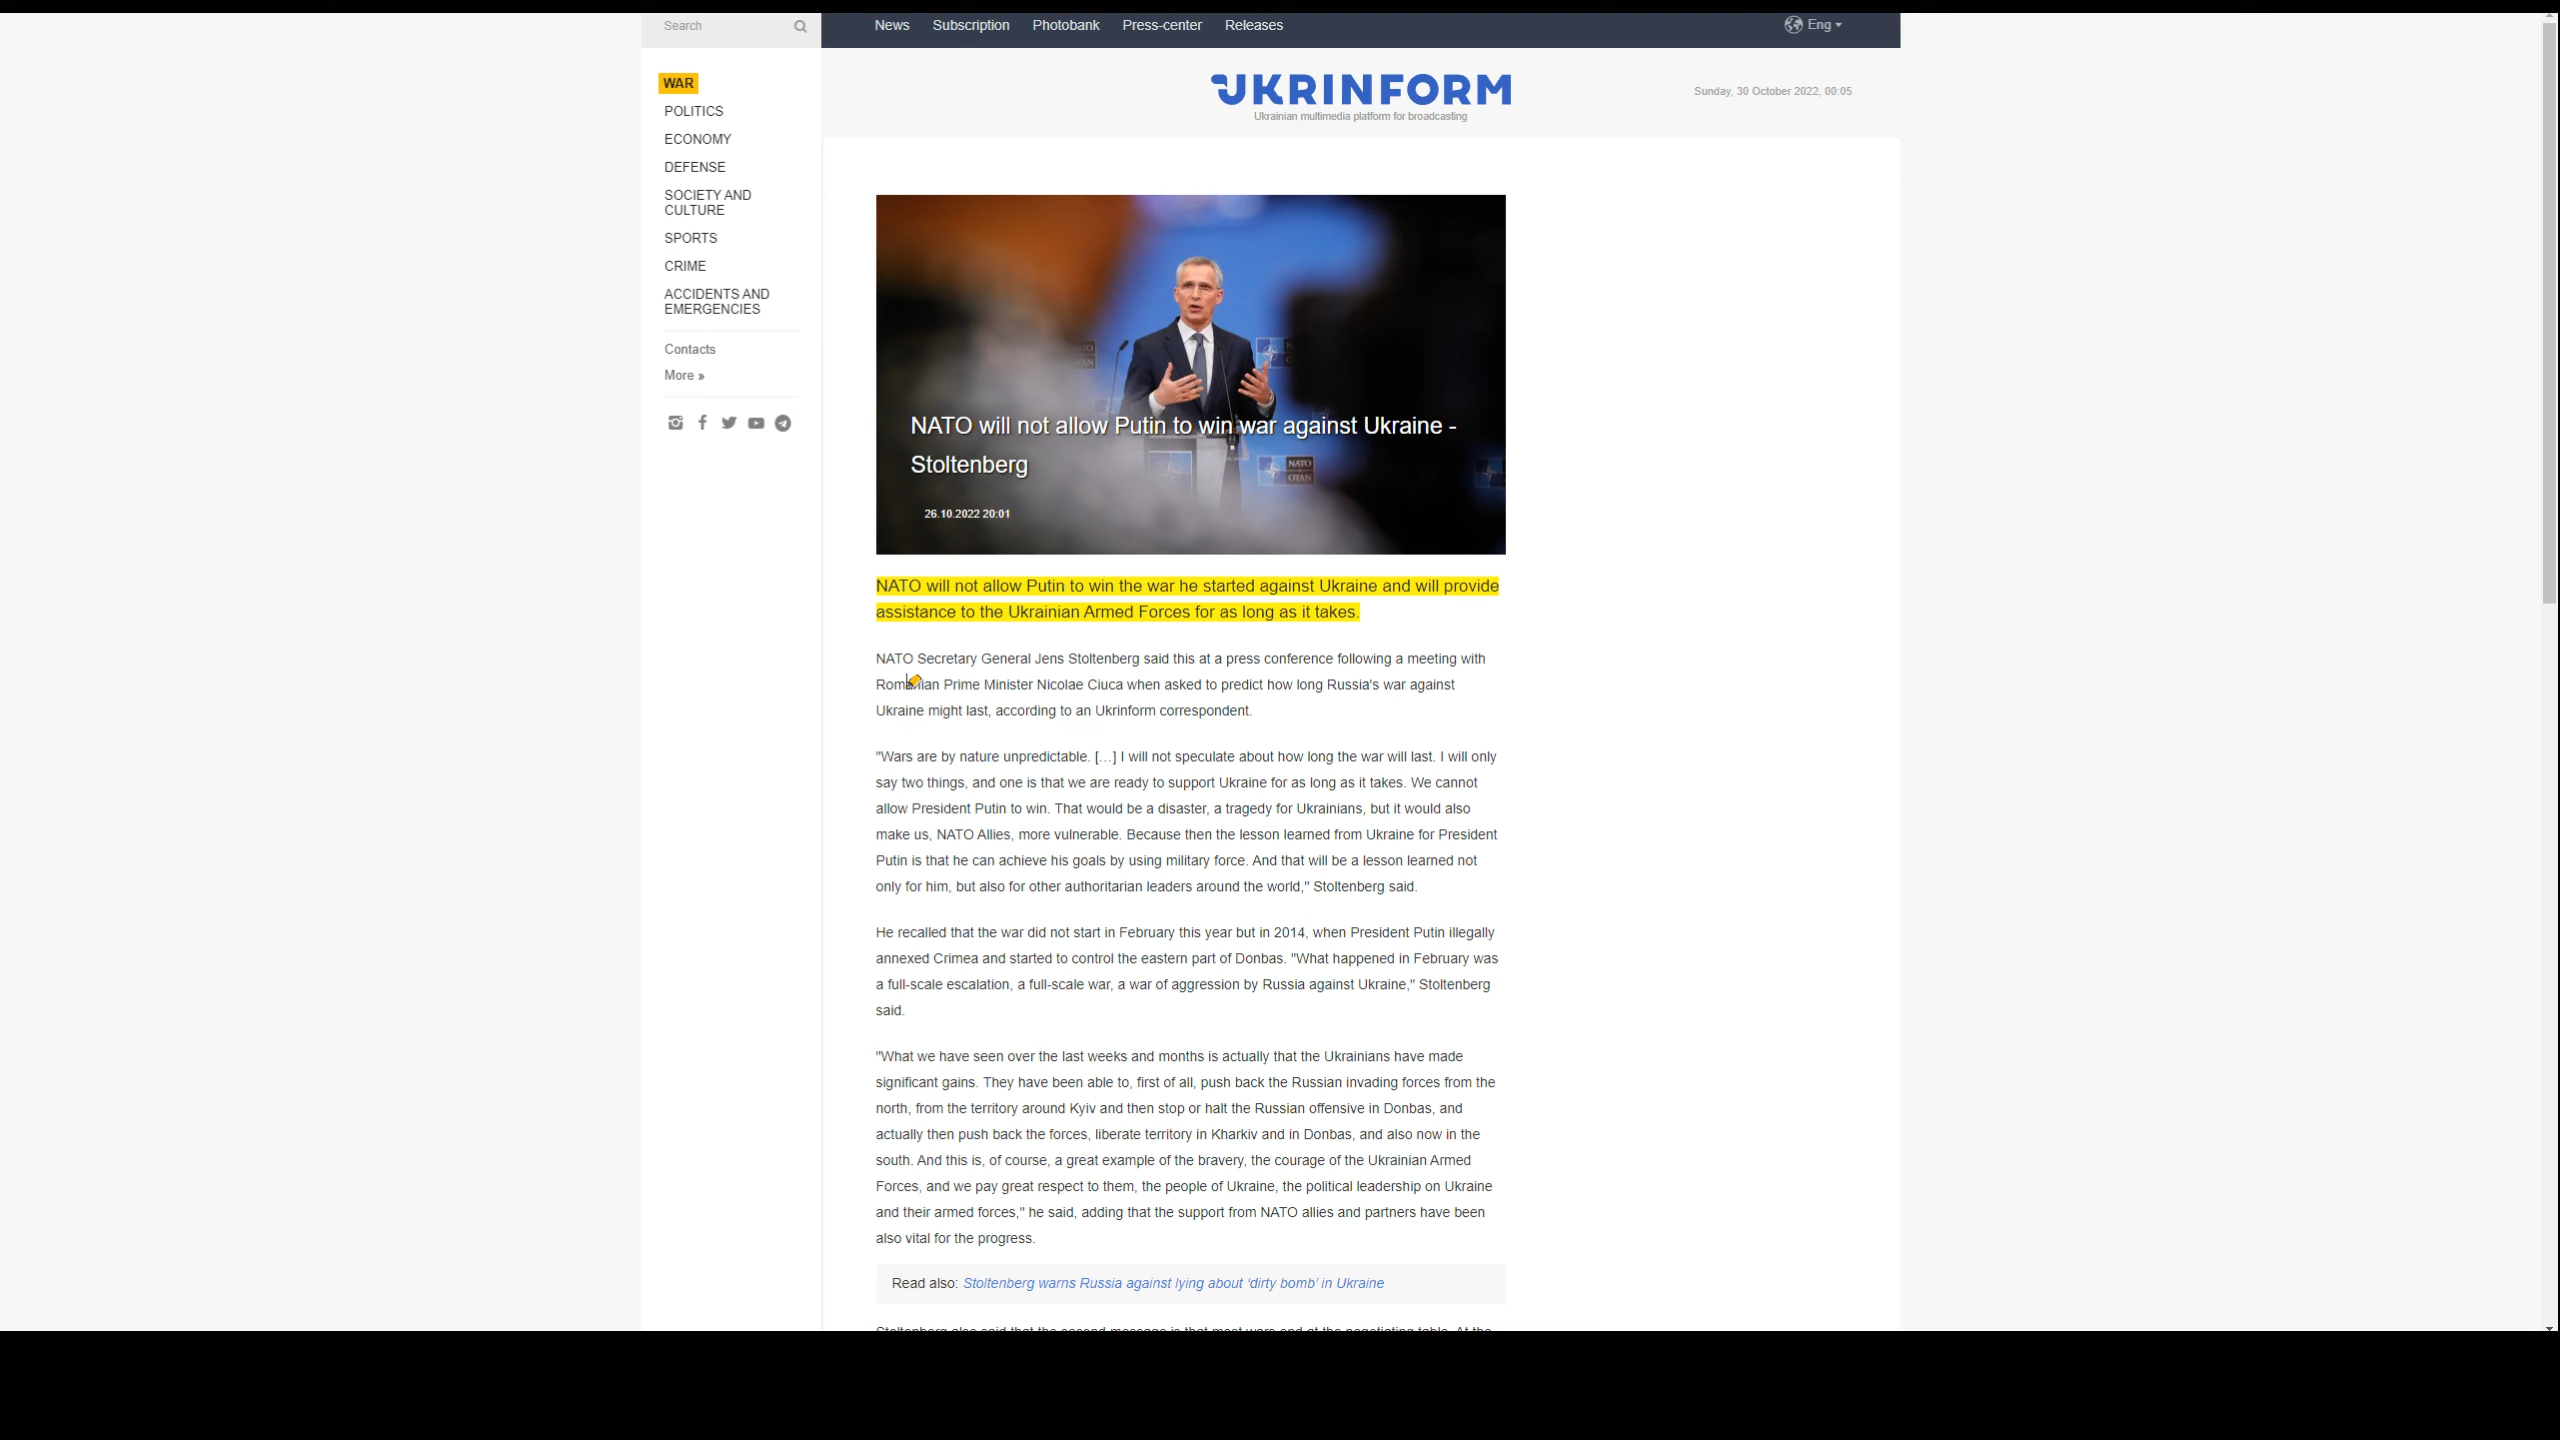 Search
News Subscription Photobank Press-center Releases
Eng
WAR
POLITICS
ECONOMY
DEFENSE
SOCIETY AND
CULTURE
SPORTS
CRIME
ACCIDENTS AND
EMERGENCIES
Contacts
More »
UKRINFORM
Ukrainian multimedia platform for broadcasting
Sunday, 30 October 2022, 00:05
NATO will not allow Putin to win war against Ukraine -
Stoltenberg
NATO
OTAN
26.10.2022 20:01
NATO will not allow Putin to win the war he started against Ukraine and will provide
assistance to the Ukrainian Armed Forces for as long as it takes.
NATO Secretary General Jens Stoltenberg said this at a press conference following a meeting with
Romanian Prime Minister Nicolae Ciuca when asked to predict how long Russia's war against
Ukraine might last, according to an Ukrinform correspondent.
"Wars are by nature unpredictable. […] I will not speculate about how long the war will last. I will only
say two things, and one is that we are ready to support Ukraine for as long as it takes. We cannot
allow President Putin to win. That would be a disaster, a tragedy for Ukrainians, but it would also
make us, NATO Allies, more vulnerable. Because then the lesson learned from Ukraine for President
Putin is that he can achieve his goals by using military force. And that will be a lesson learned not
only for him, but also for other authoritarian leaders around the world," Stoltenberg said.
He recalled that the war did not start in February this year but in 2014, when President Putin illegally
annexed Crimea and started to control the eastern part of Donbas. "What happened in February was
a full-scale escalation, a full-scale war, a war of aggression by Russia against Ukraine," Stoltenberg
said.
"What we have seen over the last weeks and months is actually that the Ukrainians have made
significant gains. They have been able to, first of all, push back the Russian invading forces from the
north, from the territory around Kyiv and then stop or halt the Russian offensive in Donbas, and
actually then push back the forces, liberate territory in Kharkiv and in Donbas, and also now in the
south. And this is, of course, a great example of the bravery, the courage of the Ukrainian Armed
Forces, and we pay great respect to them, the people of Ukraine, the political leadership on Ukraine
and their armed forces," he said, adding that the support from NATO allies and partners have been
also vital for the progress.
Read also: Stoltenberg warns Russia against lying about 'dirty bomb' in Ukraine